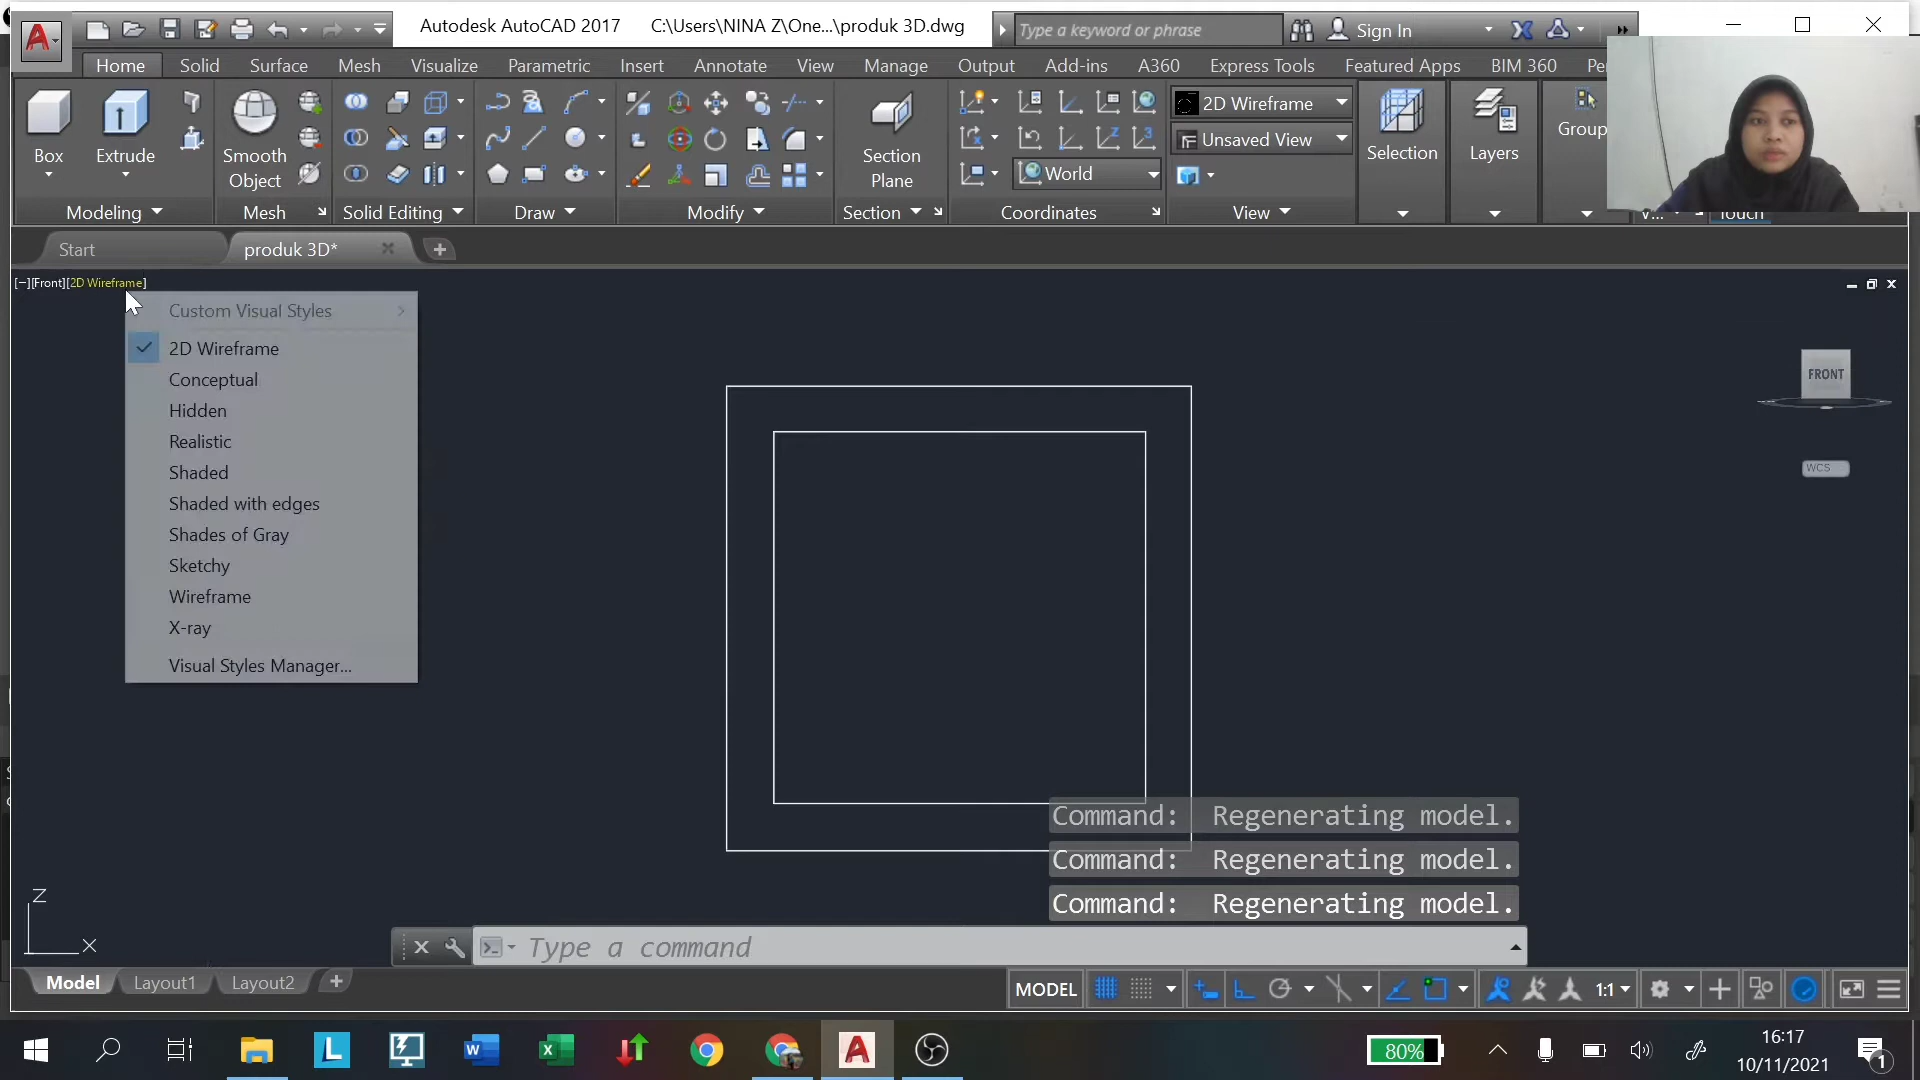 Autodesk AutoCAD 2017 C:\Users\NINA Z\One...\produk 3D.dwg
Type a keyword or phrase
Sign In
Home Solid Surface Mesh Visualize Parametric Insert Annotate View Manage Output Add-ins A360 Express Tools Featured Apps BIM 360
Box Extrude Smooth Object Section Plane
2D Wireframe
Unsaved View
World
Selection Layers Group
Modeling Mesh Solid Editing Draw Modify Section Coordinates View Touch
Start produk 3D*
[−][Front][2D Wireframe]
Custom Visual Styles
2D Wireframe
Conceptual
Hidden
Realistic
Shaded
Shaded with edges
Shades of Gray
Sketchy
Wireframe
X-ray
Visual Styles Manager...
FRONT
WCS
Command: Regenerating model.
Command: Regenerating model.
Command: Regenerating model.
Z
X
Type a command
Model Layout1 Layout2
MODEL 1:1
80%
16:17
10/11/2021
1